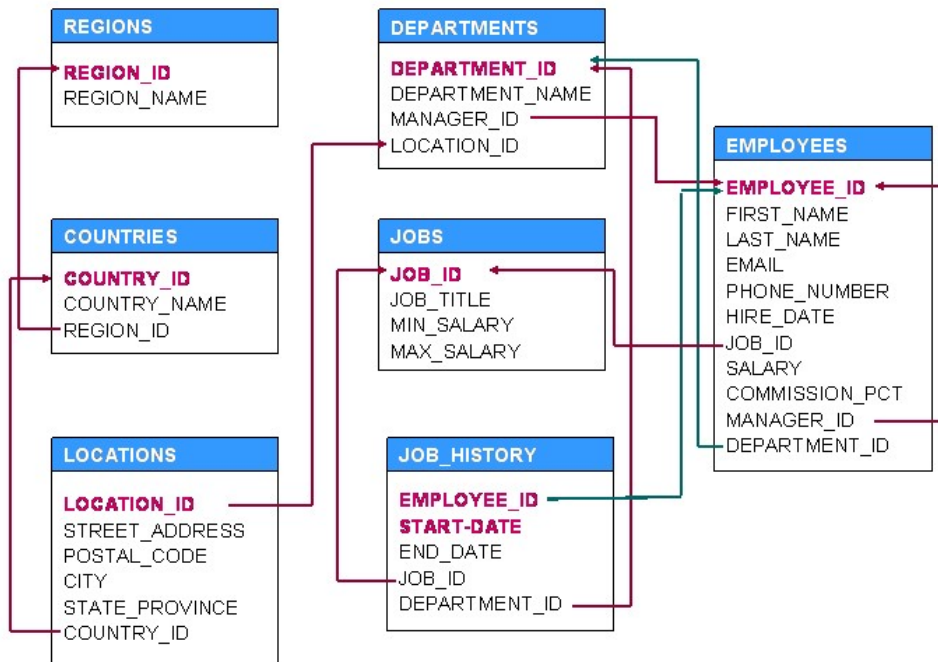 REGIONS
REGION_ID
REGION_NAME
DEPARTMENTS
DEPARTMENT_ID
DEPARTMENT_NAME
MANAGER_ID
LOCATION_ID
EMPLOYEES
EMPLOYEE_ID
FIRST_NAME
LAST_NAME
EMAIL
PHONE_NUMBER
HIRE_DATE
JOB_ID
SALARY
COMMISSION_PCT
MANAGER_ID
DEPARTMENT_ID
COUNTRIES
COUNTRY_ID
COUNTRY_NAME
REGION_ID
JOBS
JOB_ID
JOB_TITLE
MIN_SALARY
MAX_SALARY
LOCATIONS
LOCATION_ID
STREET_ADDRESS
POSTAL_CODE
CITY
STATE_PROVINCE
COUNTRY_ID
JOB_HISTORY
EMPLOYEE_ID
START-DATE
END_DATE
JOB_ID
DEPARTMENT_ID